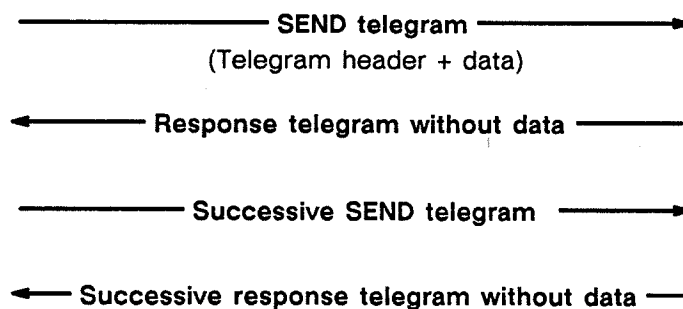 SEND telegram
(Telegram header + data)
Response telegram without data
Successive SEND telegram
Successive response telegram without data